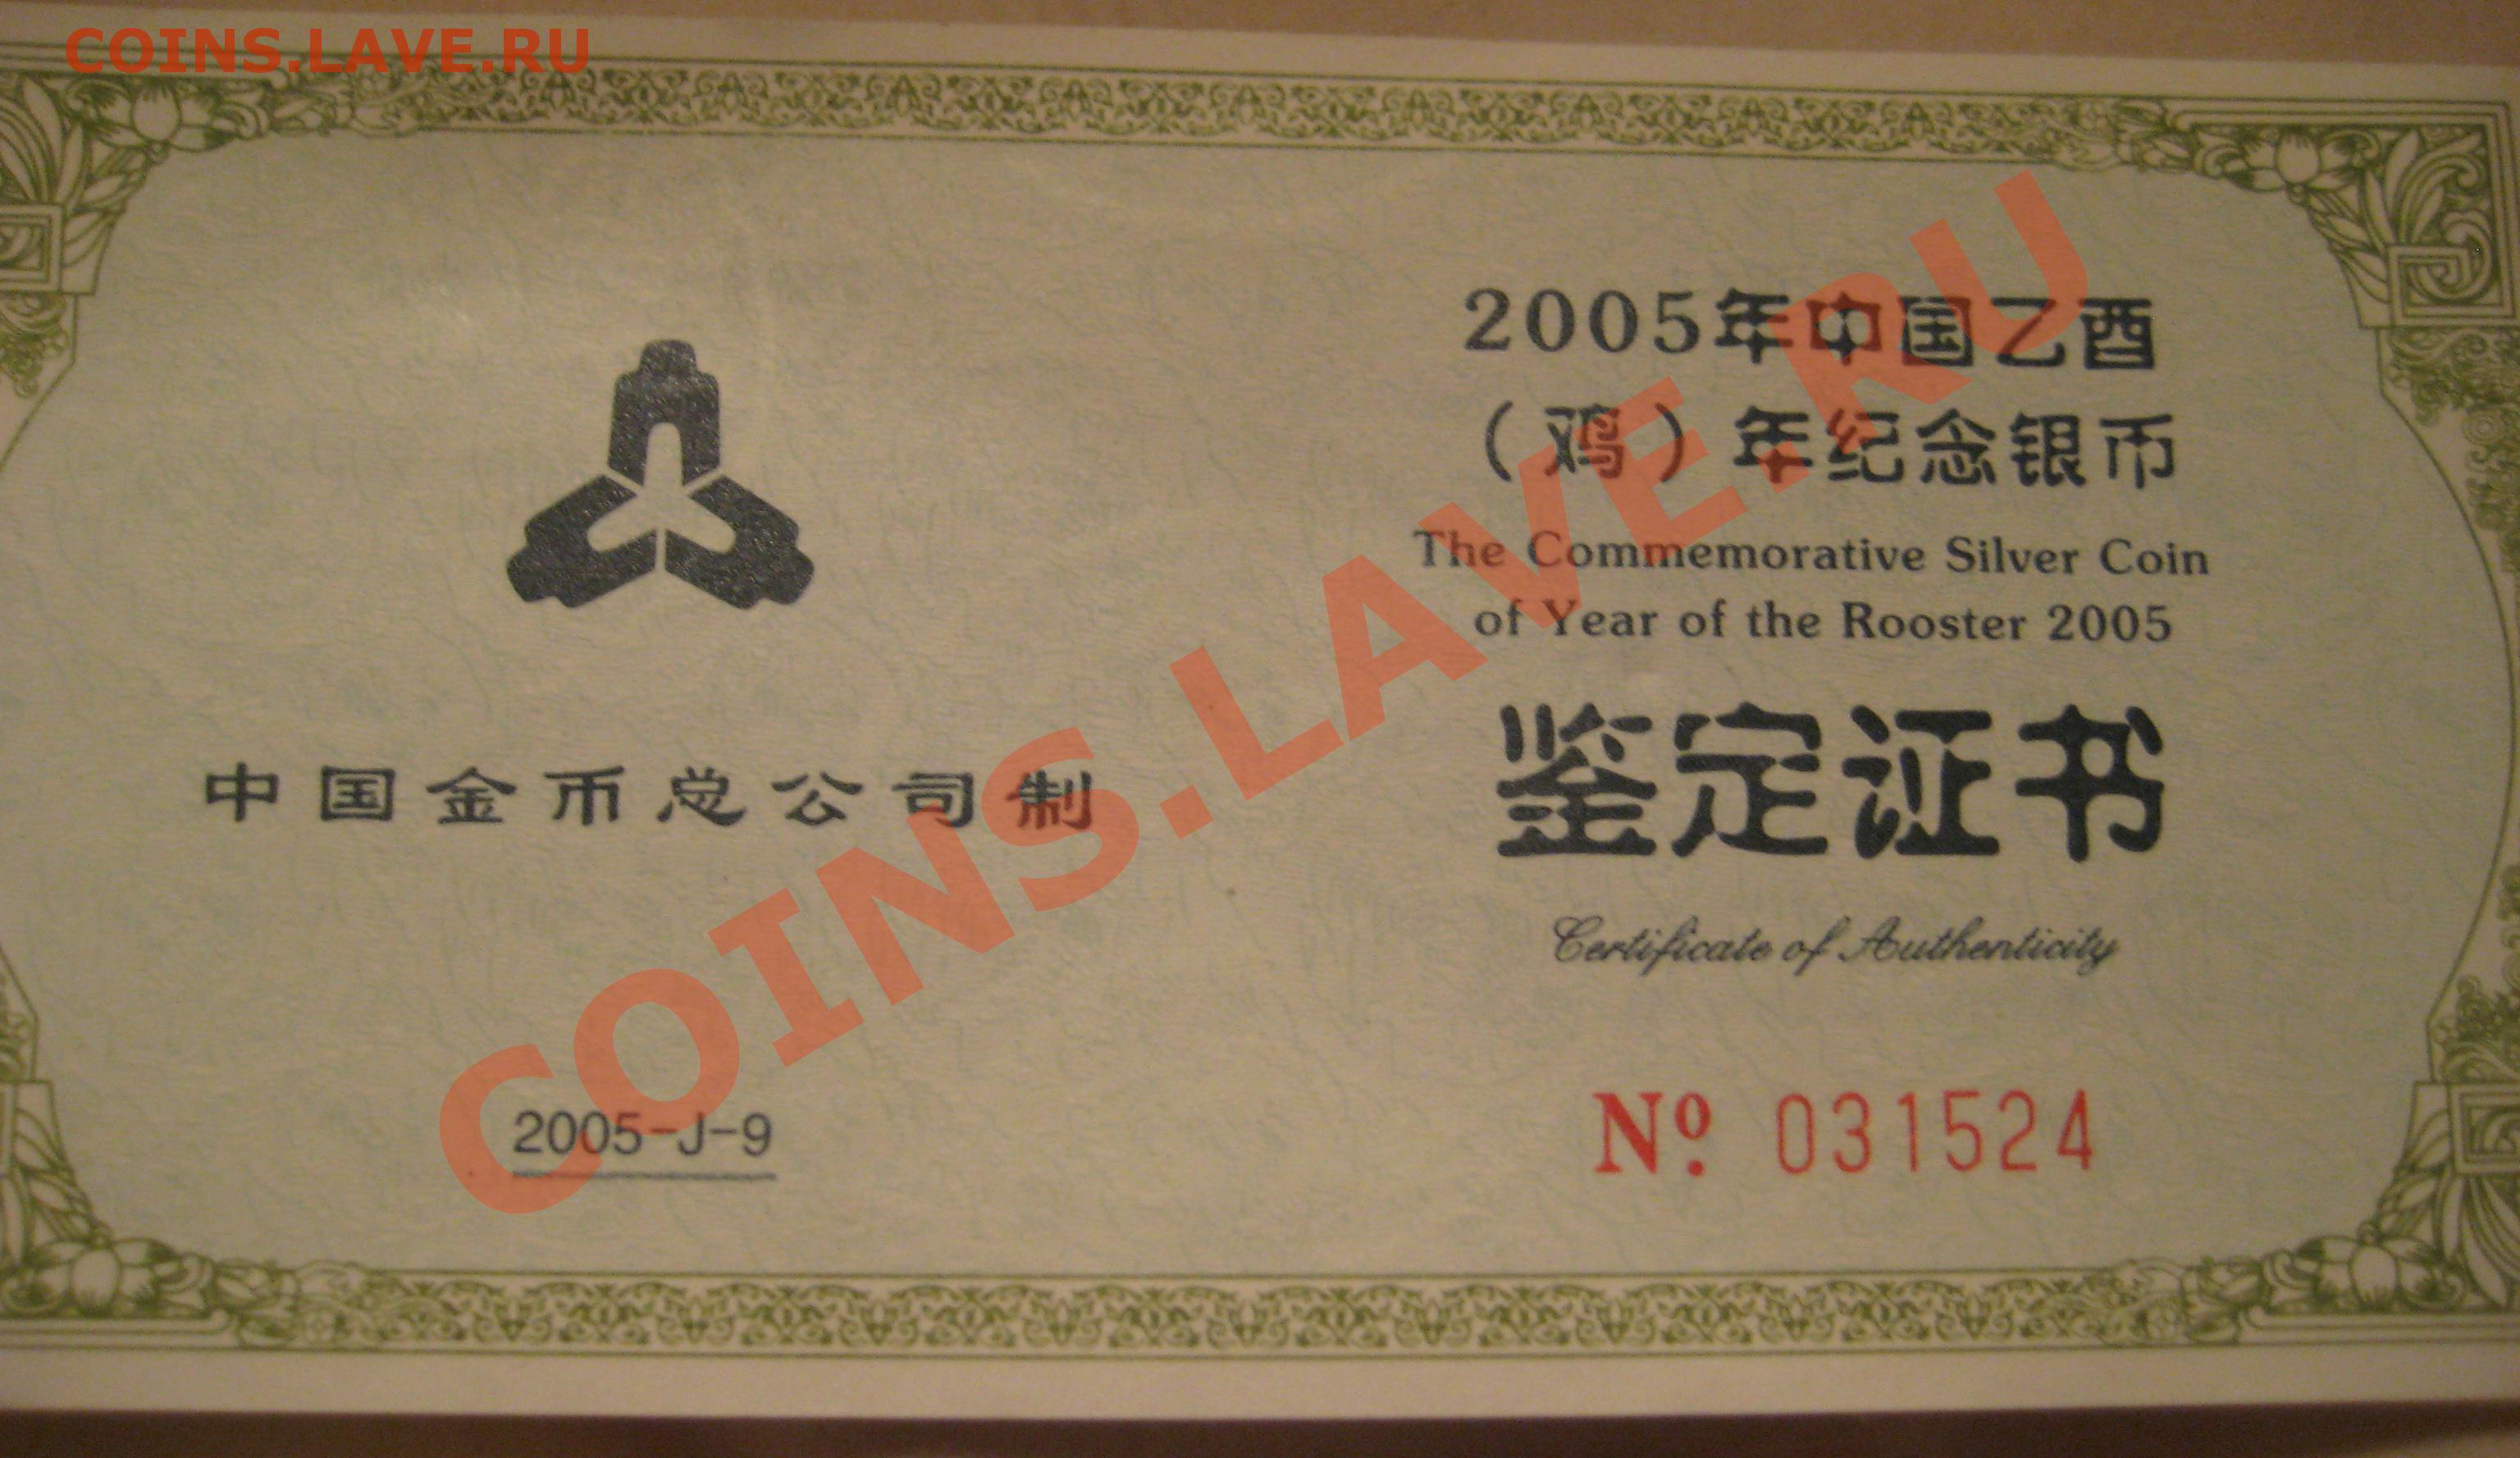 COINS.LAVE.RU
中国金币总公司制
2005-J-9
2005年中国乙酉
（鸡）年纪念银币
The Commemorative Silver Coin
of Year of the Rooster 2005
鉴定证书
Certificate of Authenticity
Nº. 031524
COINS.LAVE.RU